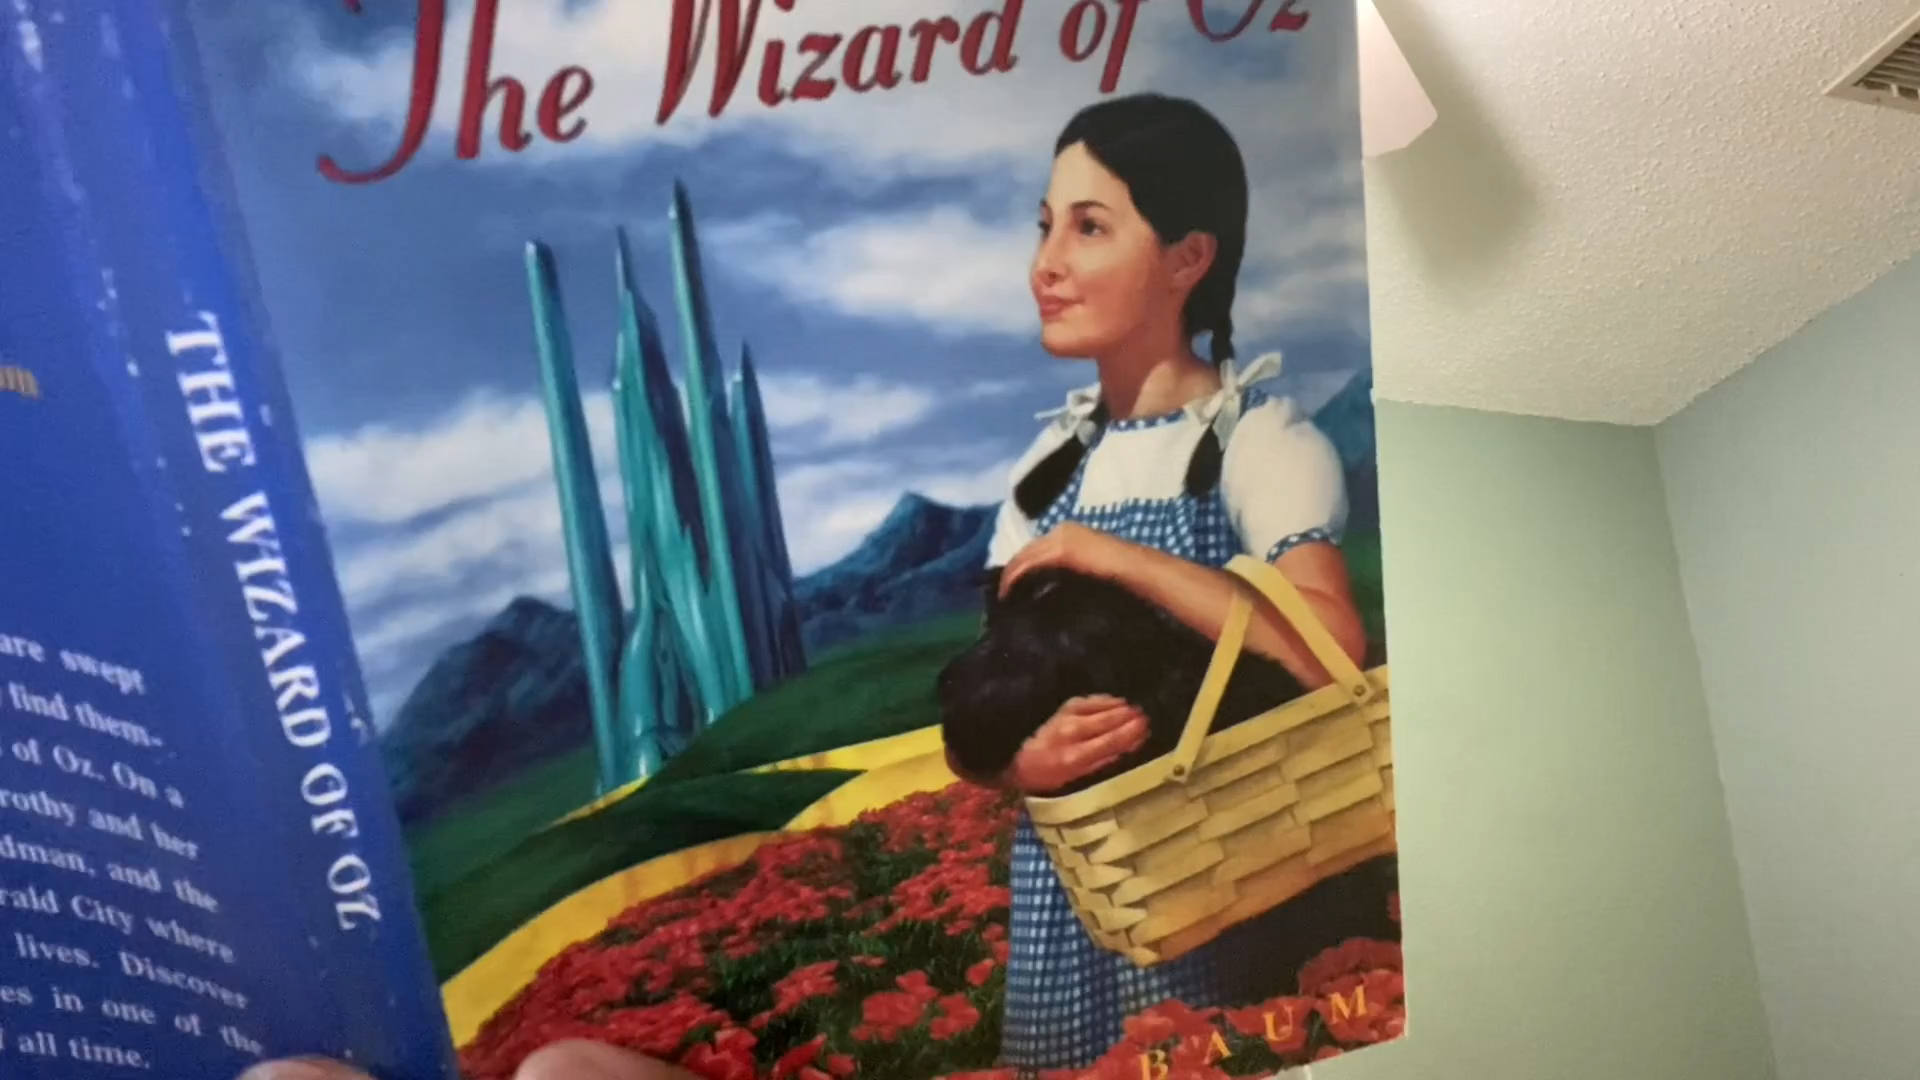 The Wizard of Oz
BAUM
THE WIZARD OF OZ
are swept
find them-
of Oz. On a
rothy and her
dman, and the
rald City where
lives. Discover
es in one of the
all time.